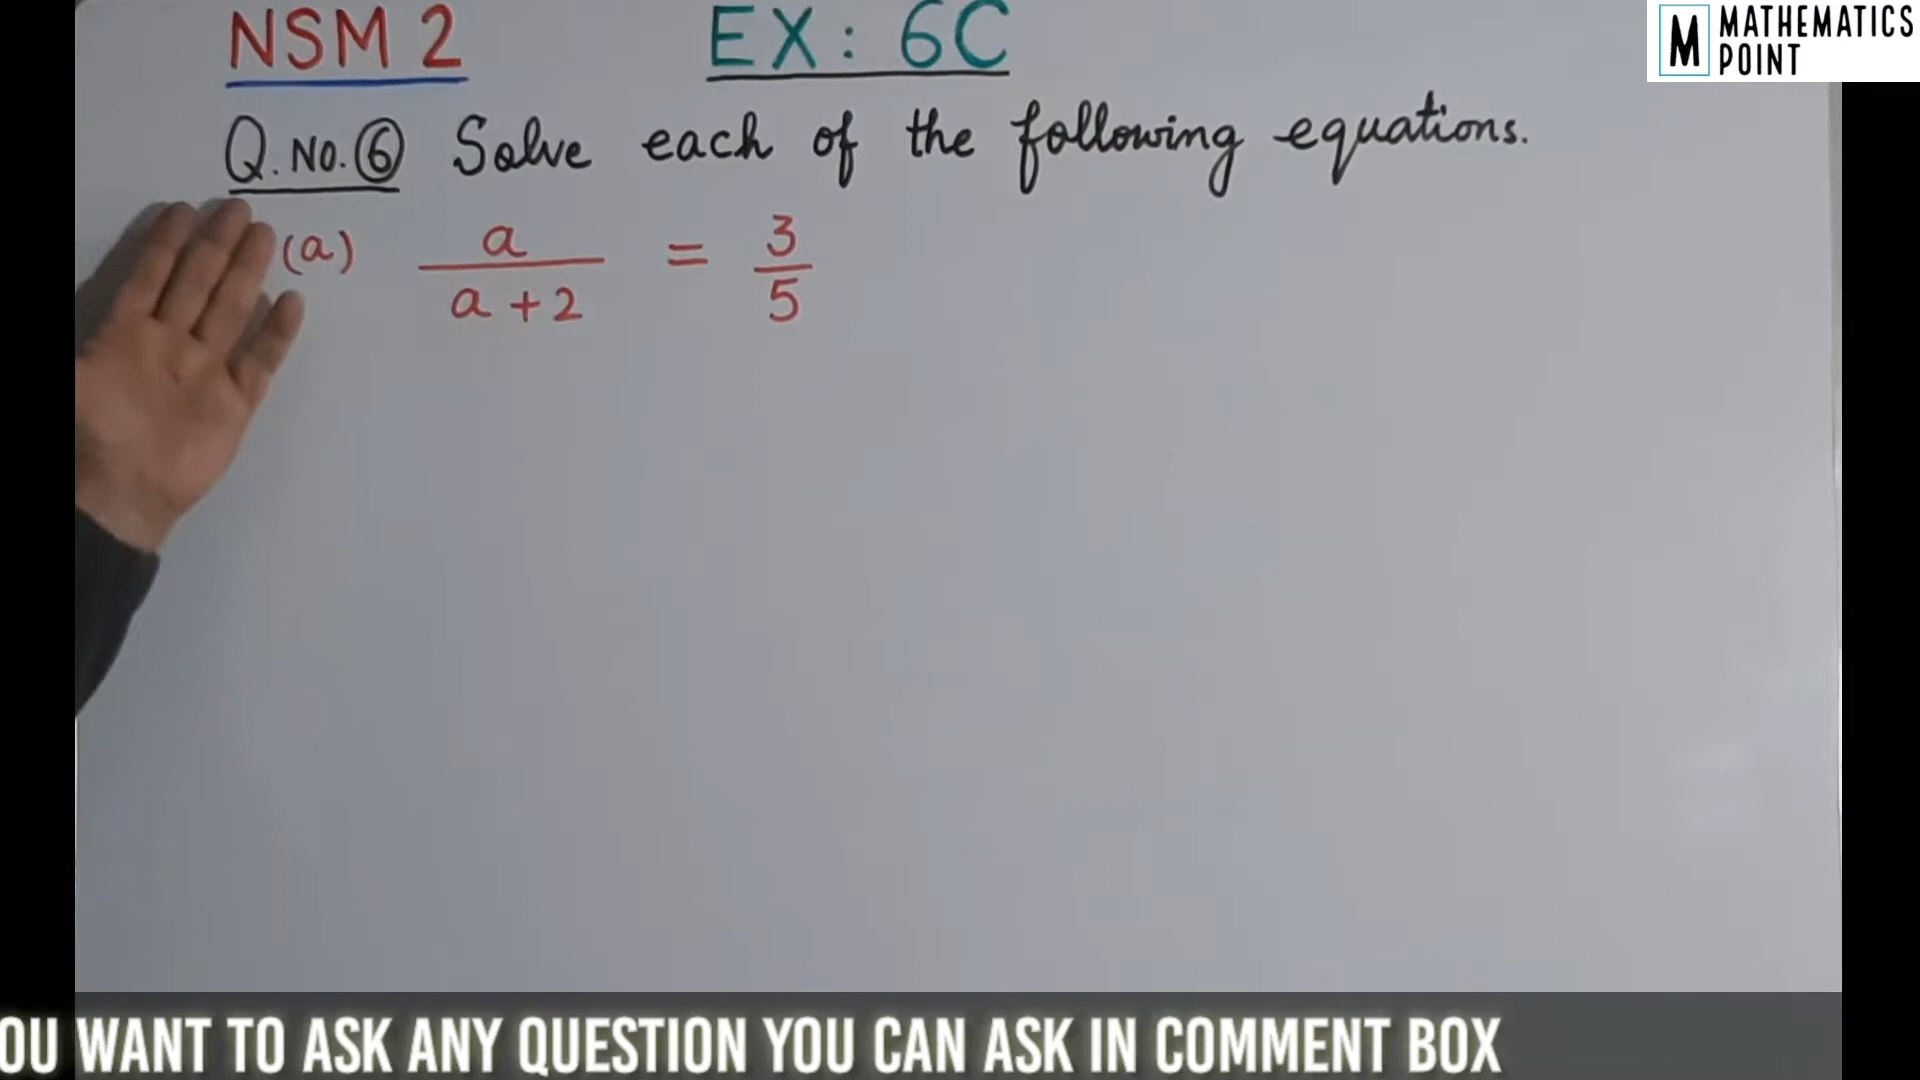 NSM 2 EX: 6C
MATHEMATICS
POINT
Q. NO. 6 Solve each of the following equations.
(a) a/(a+2) = 3/5
OU WANT TO ASK ANY QUESTION YOU CAN ASK IN COMMENT BOX